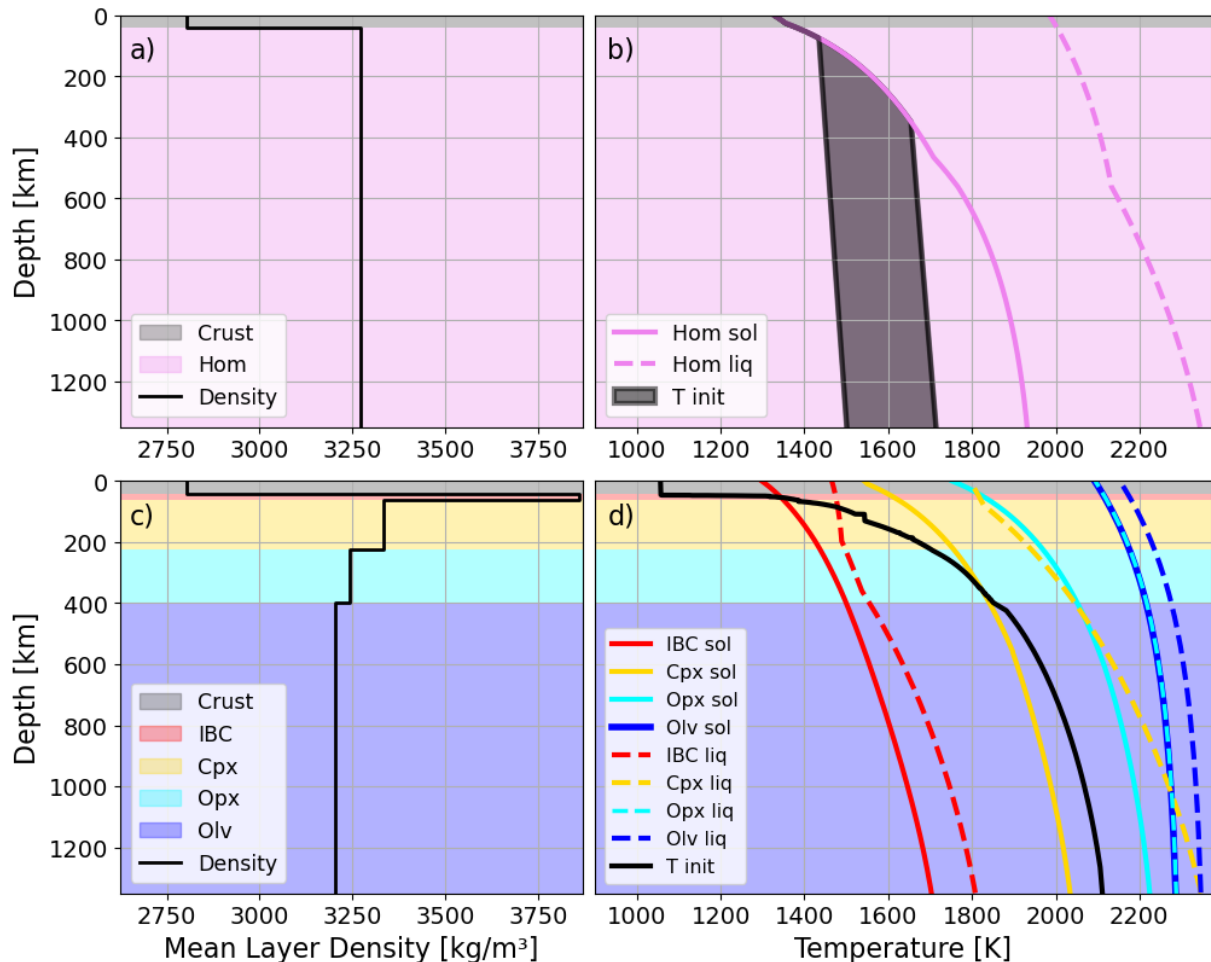 a)
0
200
400
600
800
1000
1200
Depth [km]
Crust
Hom
Density
2750 3000 3250 3500 3750
b)
0
200
400
600
800
1000
1200
Hom sol
Hom liq
T init
1000 1200 1400 1600 1800 2000 2200
c)
0
200
400
600
800
1000
1200
Depth [km]
Crust
IBC
Cpx
Opx
Olv
Density
2750 3000 3250 3500 3750
Mean Layer Density [kg/m³]
d)
0
200
400
600
800
1000
1200
IBC sol
Cpx sol
Opx sol
Olv sol
IBC liq
Cpx liq
Opx liq
Olv liq
T init
1000 1200 1400 1600 1800 2000 2200
Temperature [K]